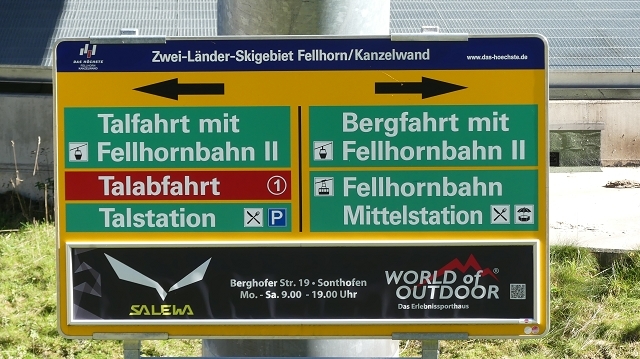 DAS HÖCHSTE
FELLHORN
KANZELWAND
Zwei-Länder-Skigebiet Fellhorn/Kanzelwand
www.das-hoechste.de
Talfahrt mit
Fellhornbahn II
Talabfahrt 1
Talstation P
Bergfahrt mit
Fellhornbahn II
Fellhornbahn
Mittelstation
SALEWA
Berghofer Str. 19 • Sonthofen
Mo. - Sa. 9.00 - 19.00 Uhr
WORLD of
OUTDOOR
Das Erlebnissporthaus